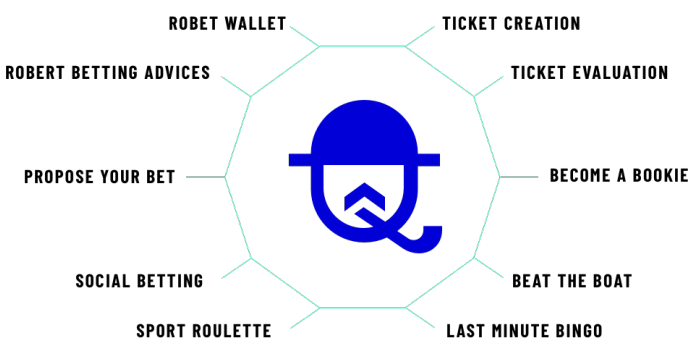 ROBET WALLET
TICKET CREATION
ROBERT BETTING ADVICES
TICKET EVALUATION
PROPOSE YOUR BET
BECOME A BOOKIE
SOCIAL BETTING
BEAT THE BOAT
SPORT ROULETTE
LAST MINUTE BINGO